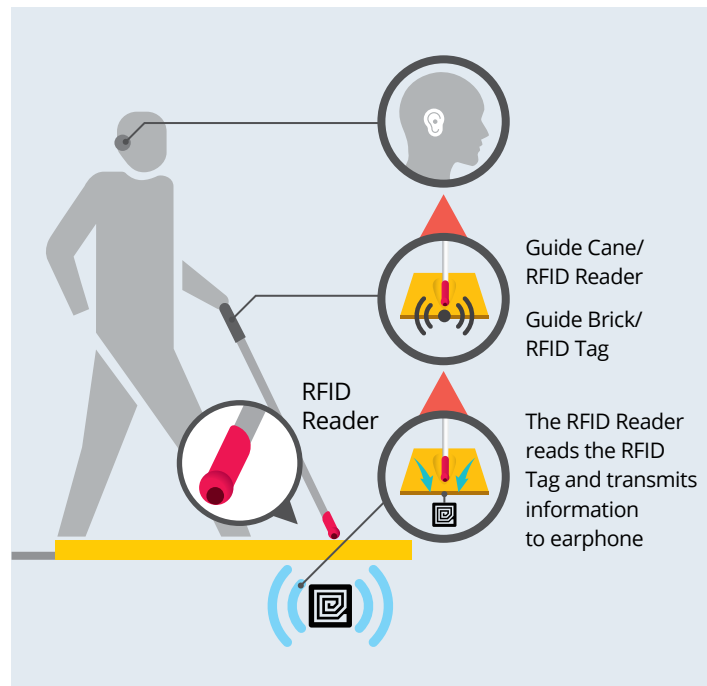 Guide Cane/
RFID Reader
Guide Brick/
RFID Tag
RFID
Reader
The RFID Reader
reads the RFID
Tag and transmits
information
to earphone